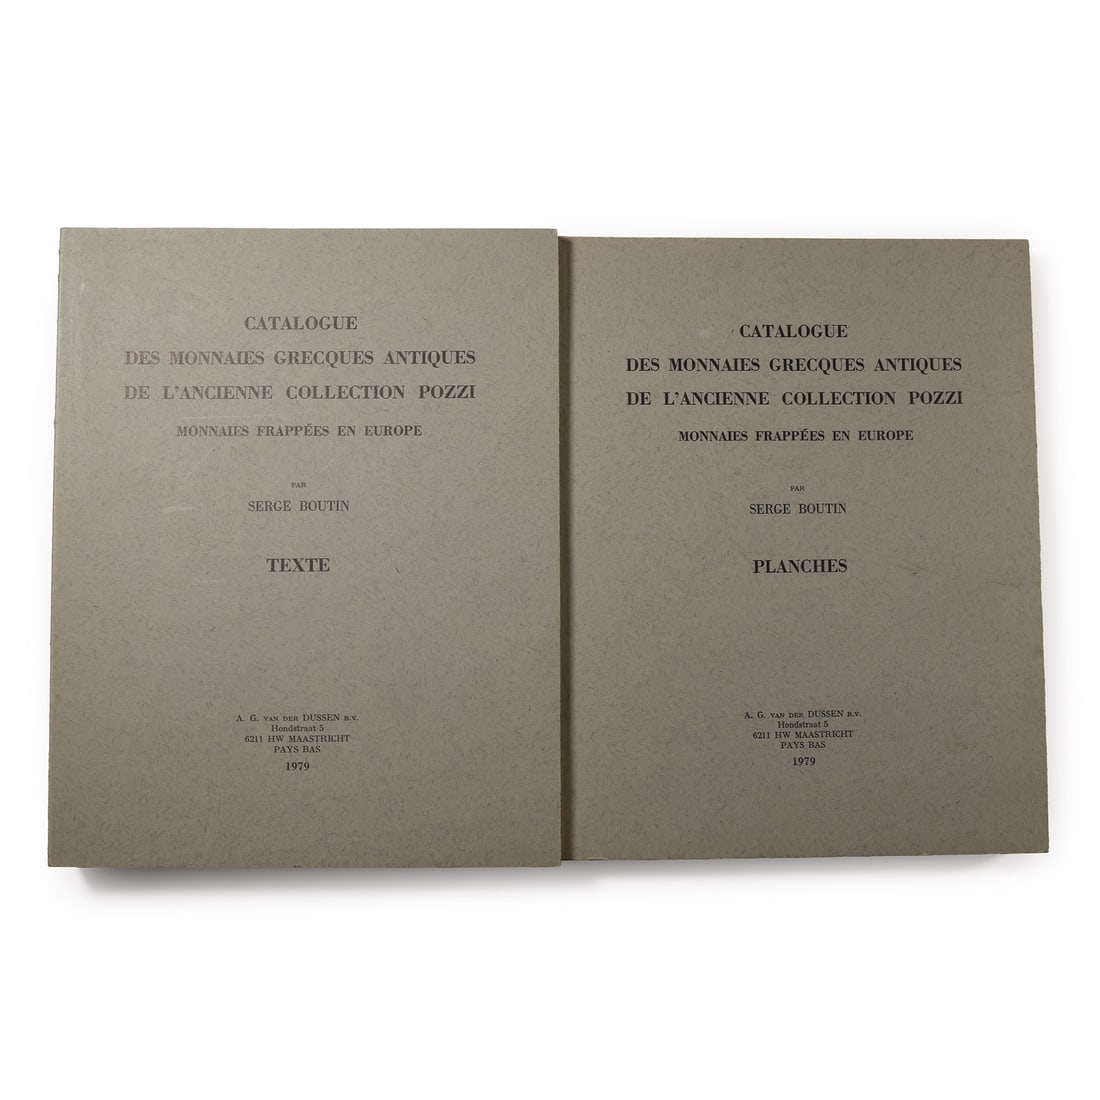 CATALOGUE
DES MONNAIES GRECQUES ANTIQUES
DE L'ANCIENNE COLLECTION POZZI
MONNAIES FRAPPÉES EN EUROPE
PAR
SERGE BOUTIN
TEXTE
A. G. VAN DER DUSSEN B.V.
Hondstraat 5
6211 HW MAASTRICHT
PAYS BAS
1979
CATALOGUE
DES MONNAIES GRECQUES ANTIQUES
DE L'ANCIENNE COLLECTION POZZI
MONNAIES FRAPPÉES EN EUROPE
PAR
SERGE BOUTIN
PLANCHES
A. G. VAN DER DUSSEN B.V.
Hondstraat 5
6211 HW MAASTRICHT
PAYS BAS
1979